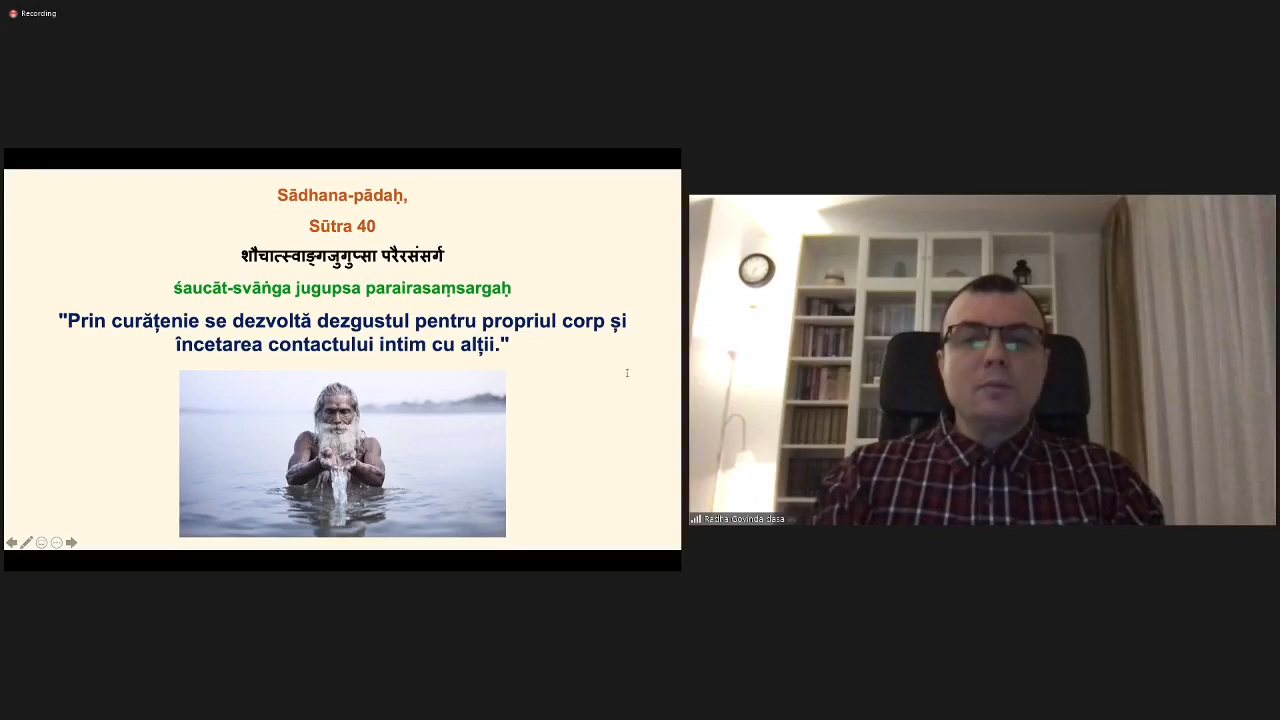 Recording
Sādhana-pādaḥ,
Sūtra 40
शौचात्स्वाङ्गजुगुप्सा परैरसंसर्ग
śaucāt-svāṅga jugupsa parairasaṃsargaḥ
"Prin curățenie se dezvoltă dezgustul pentru propriul corp și
încetarea contactului intim cu alții."
Radha Govinda dasa